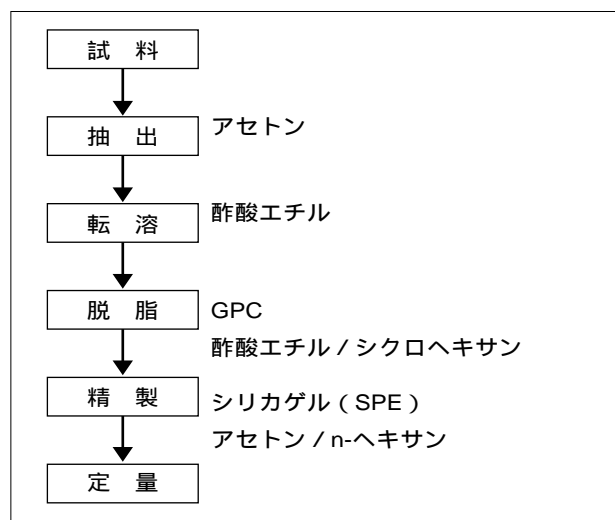 試 料
抽 出
アセトン
転 溶
酢酸エチル
脱 脂
GPC
酢酸エチル / シクロヘキサン
精 製
シリカゲル ( SPE )
アセトン / n-ヘキサン
定 量